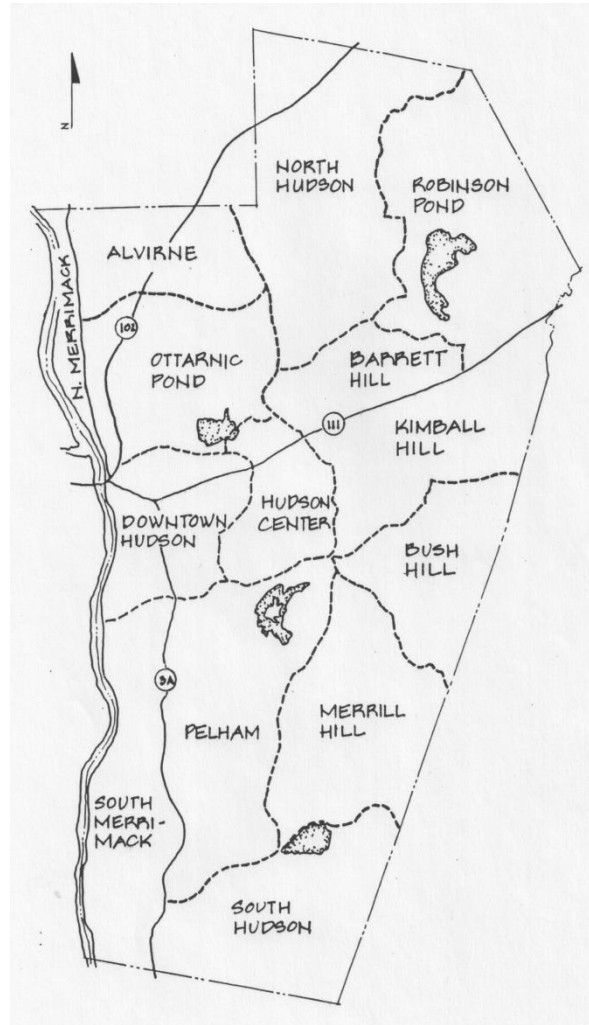 N
NORTH
HUDSON
ROBINSON
POND
ALVIRNE
N. MERRIMACK
102
OTTARNIC
POND
BARRETT
HILL
111
KIMBALL
HILL
DOWNTOWN
HUDSON
HUDSON
CENTER
BUSH
HILL
3A
PELHAM
MERRILL
HILL
SOUTH
MERRI-
MACK
SOUTH
HUDSON